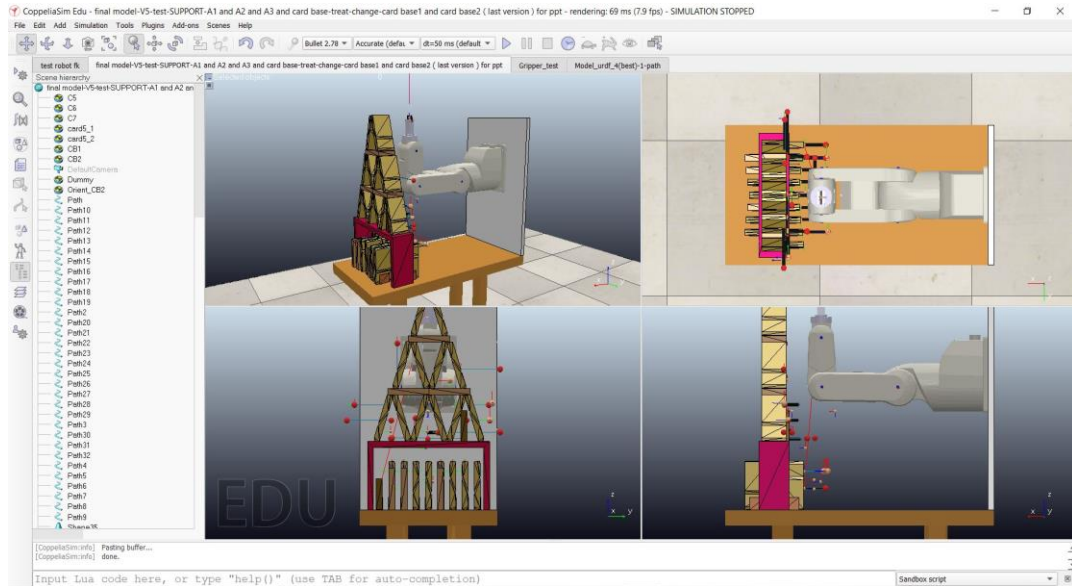 CoppeliaSim Edu - final model-V5-test-SUPPORT-A1 and A2 and A3 and card base-treat-change-card base1 and card base2 ( last version ) for ppt - rendering: 69 ms (7.9 fps) - SIMULATION STOPPED
File Edit Add Simulation Tools Plugins Add-ons Scenes Help
Bullet 2.78 Accurate (defau dt=50 ms (default
test robot fk final model-V5-test-SUPPORT-A1 and A2 and A3 and card base-treat-change-card base1 and card base2 ( last version ) for ppt Gripper_test Model_urdf_4(best)-1-path
Scene hierarchy
Selected objects: 0
final model-V5-test-SUPPORT-A1 and A2 an
C5
C6
C7
card5_1
card5_2
CB1
CB2
DefaultCamera
Dummy
Orient_CB2
Path
Path10
Path11
Path12
Path13
Path14
Path15
Path16
Path17
Path18
Path19
Path2
Path20
Path21
Path22
Path23
Path24
Path25
Path26
Path27
Path28
Path29
Path3
Path30
Path31
Path32
Path4
Path5
Path6
Path7
Path8
Path9
Shape35
EDU
z
x y
z
[CoppeliaSim:info] Pasting buffer...
[CoppeliaSim:info] done.
Input Lua code here, or type "help()" (use TAB for auto-completion)
Sandbox script